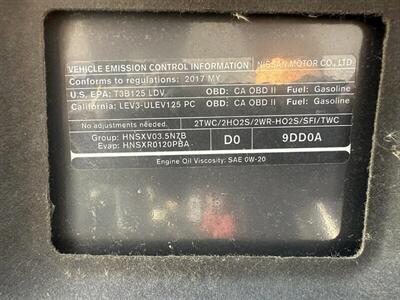 VEHICLE EMISSION CONTROL INFORMATION NISSAN MOTOR CO., LTD
Conforms to regulations: 2017 MY
U.S. EPA: T3B125 LDV OBD: CA OBD II Fuel: Gasoline
California: LEV3-ULEV125 PC OBD: CA OBD II Fuel: Gasoline
No adjustments needed. 2TWC/2HO2S/2WR-HO2S/SFI/TWC
Group: HNSXV03.5N7B
Evap: HNSXR0120PBA
D0 9DD0A
Engine Oil Viscosity: SAE 0W-20